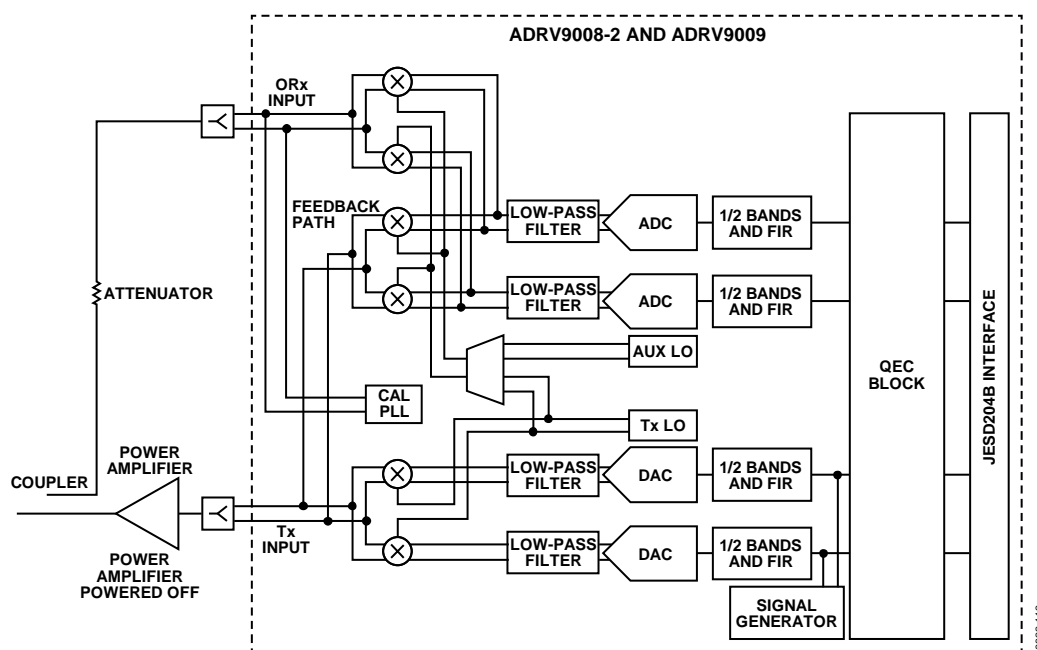 ADRV9008-2 AND ADRV9009
ORx
INPUT
FEEDBACK
PATH
LOW-PASS
FILTER
ADC
1/2 BANDS
AND FIR
ATTENUATOR
LOW-PASS
FILTER
ADC
1/2 BANDS
AND FIR
AUX LO
QEC
BLOCK
JESD204B INTERFACE
CAL
PLL
Tx LO
POWER
AMPLIFIER
COUPLER
LOW-PASS
FILTER
DAC
1/2 BANDS
AND FIR
Tx
INPUT
LOW-PASS
FILTER
DAC
1/2 BANDS
AND FIR
POWER
AMPLIFIER
POWERED OFF
SIGNAL
GENERATOR